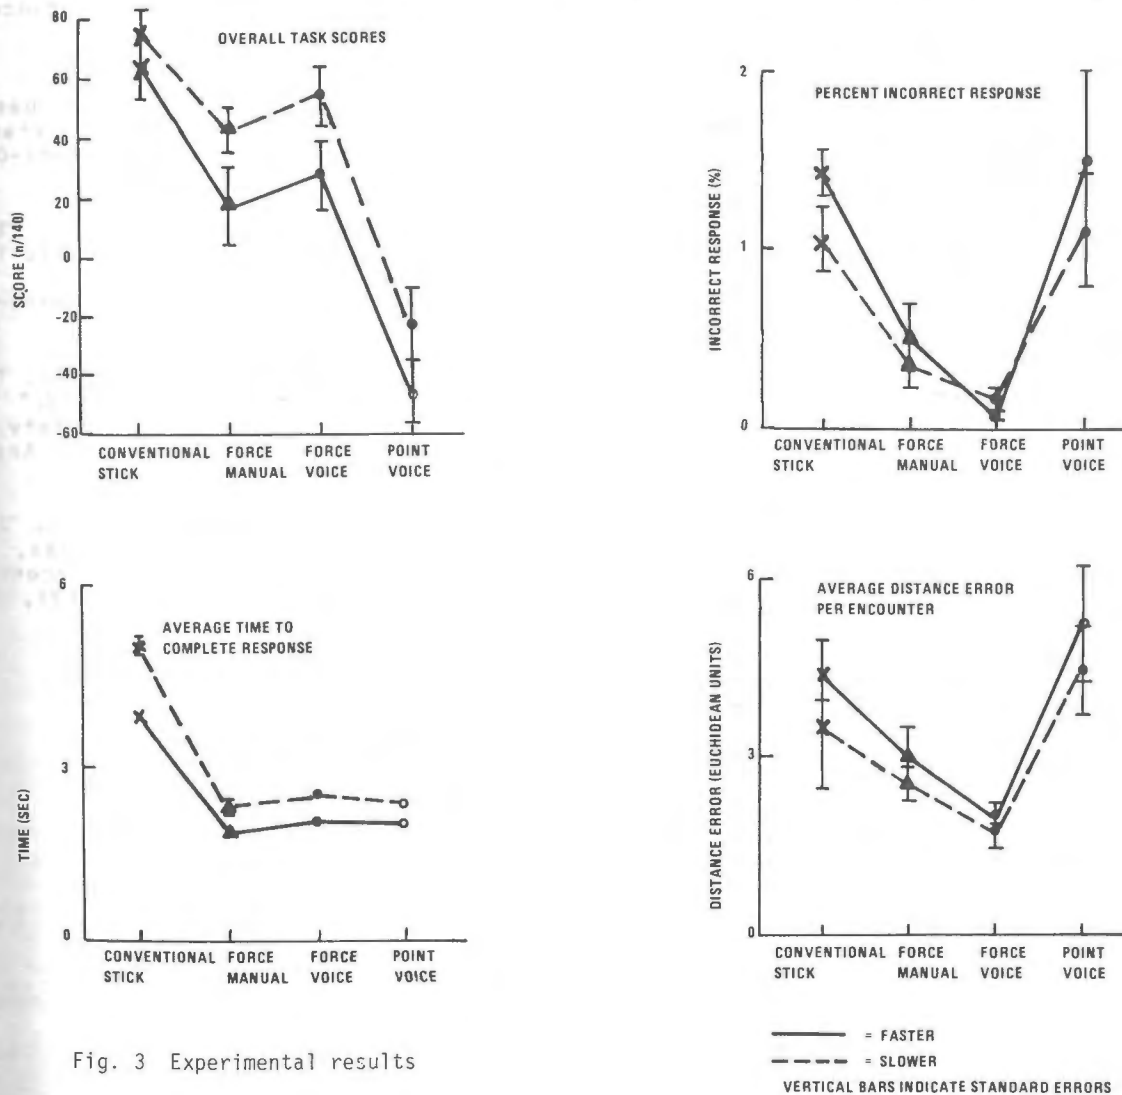 OVERALL TASK SCORES
80
60
40
20
0
-20
-40
-60
SCORE (n/140)
CONVENTIONAL STICK
FORCE MANUAL
FORCE VOICE
POINT VOICE
PERCENT INCORRECT RESPONSE
2
1
0
INCORRECT RESPONSE (%)
CONVENTIONAL STICK
FORCE MANUAL
FORCE VOICE
POINT VOICE
AVERAGE TIME TO
COMPLETE RESPONSE
6
3
0
TIME (SEC)
CONVENTIONAL STICK
FORCE MANUAL
FORCE VOICE
POINT VOICE
AVERAGE DISTANCE ERROR
PER ENCOUNTER
6
3
0
DISTANCE ERROR (EUCHIDEAN UNITS)
CONVENTIONAL STICK
FORCE MANUAL
FORCE VOICE
POINT VOICE
= FASTER
= SLOWER
VERTICAL BARS INDICATE STANDARD ERRORS
Fig. 3 Experimental results